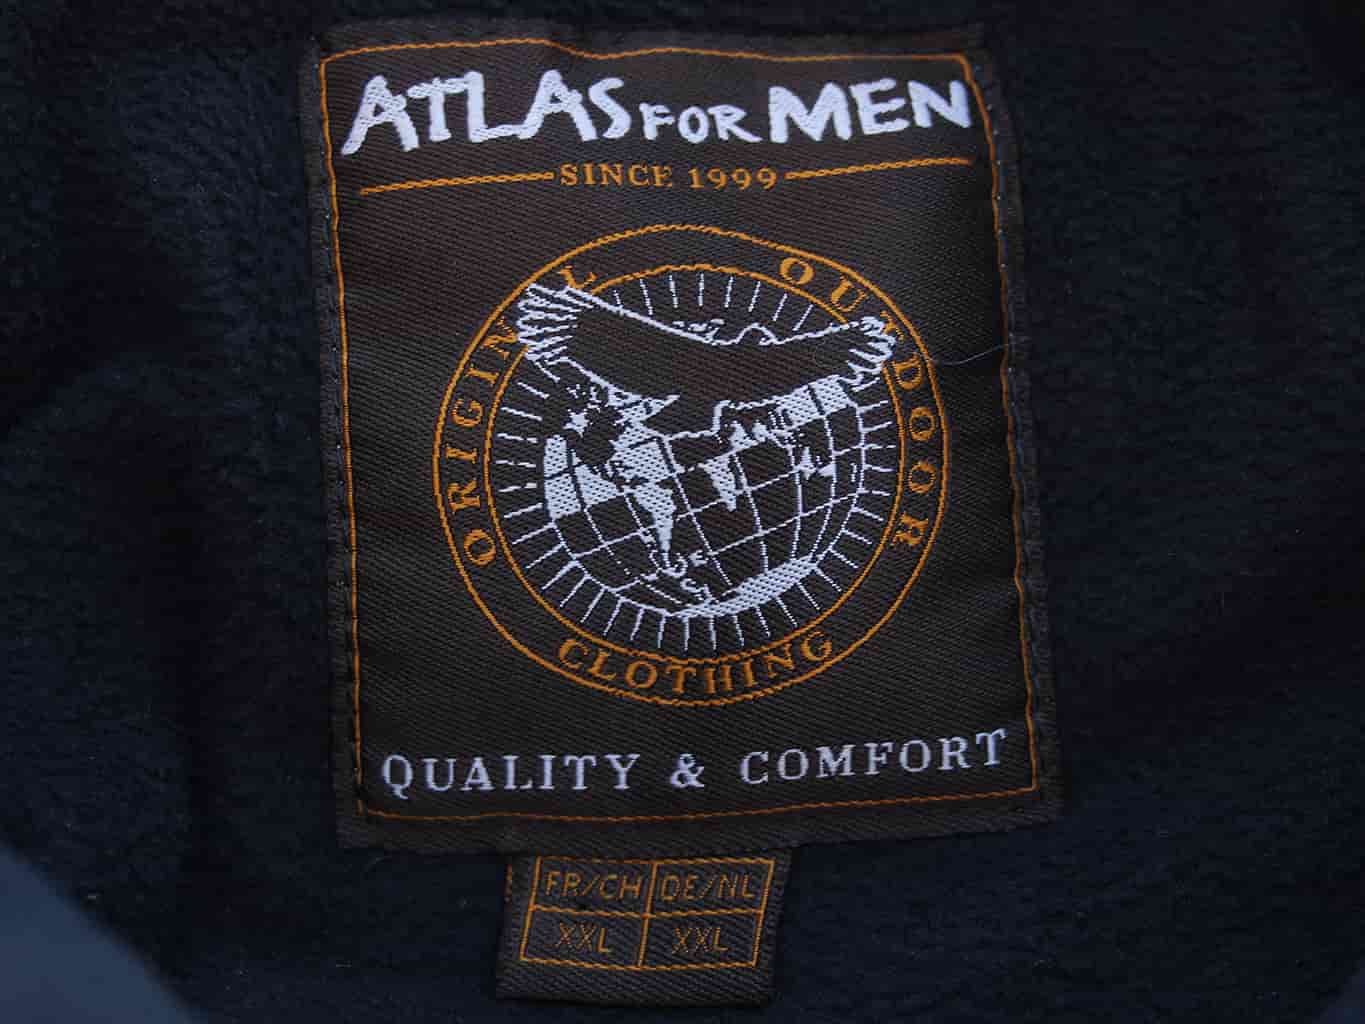 ATLAS FOR MEN
SINCE 1999
ORIGINAL OUTDOOR
CLOTHING
QUALITY & COMFORT
FR/CH DE/NL
XXL XXL